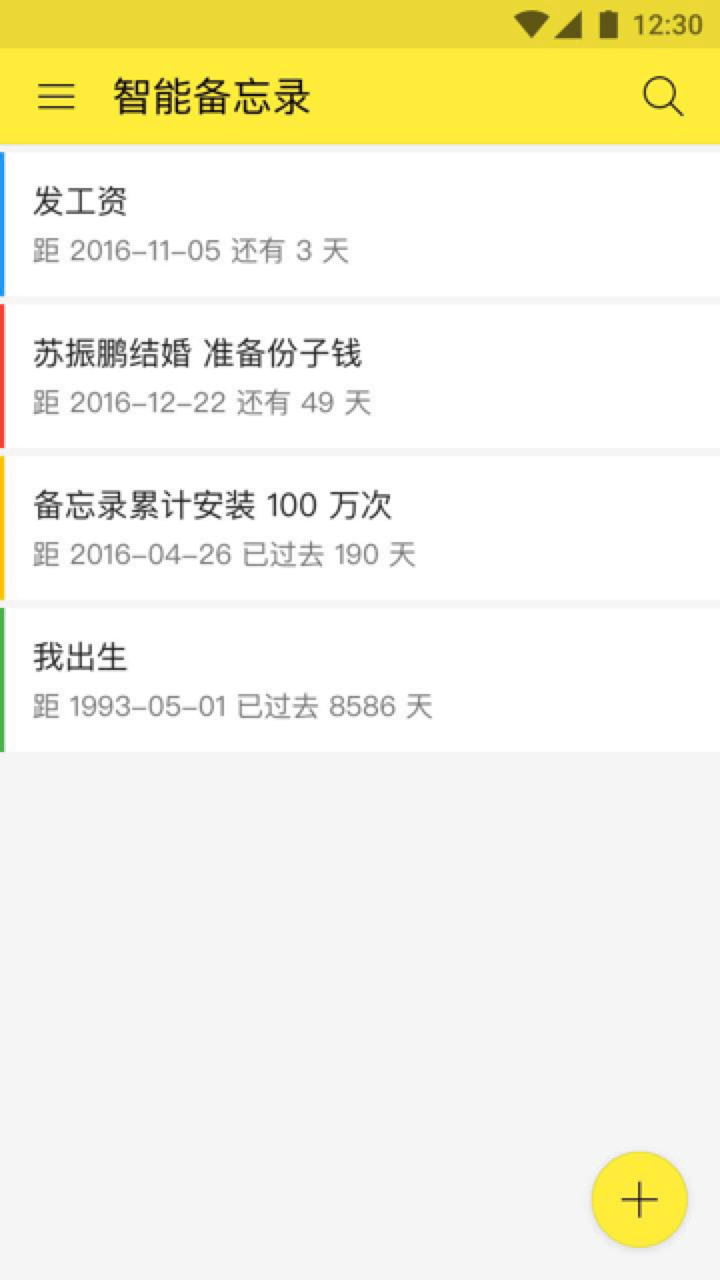 12:30
智能备忘录
发工资
距 2016-11-05 还有 3 天
苏振鹏结婚 准备份子钱
距 2016-12-22 还有 49 天
备忘录累计安装 100 万次
距 2016-04-26 已过去 190 天
我出生
距 1993-05-01 已过去 8586 天